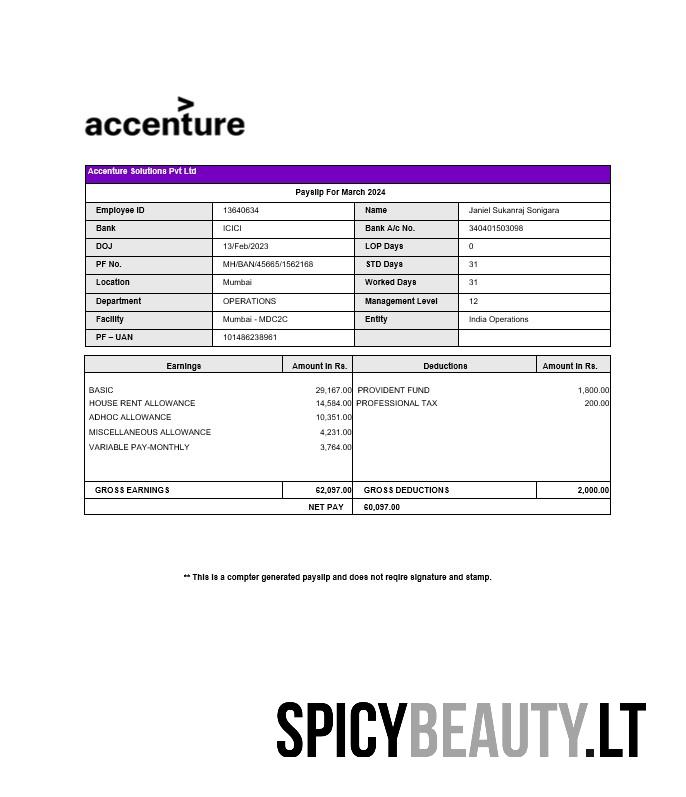 accenture
Accenture Solutions Pvt Ltd
Payslip For March 2024
Employee ID 13640634 Name Janiel Sukanraj Sonigara
Bank ICICI Bank A/c No. 340401503098
DOJ 13/Feb/2023 LOP Days 0
PF No. MH/BAN/45665/1562168 STD Days 31
Location Mumbai Worked Days 31
Department OPERATIONS Management Level 12
Facility Mumbai - MDC2C Entity India Operations
PF – UAN 101486238961
Earnings Amount in Rs. Deductions Amount in Rs.
BASIC 29,167.00 PROVIDENT FUND 1,800.00
HOUSE RENT ALLOWANCE 14,584.00 PROFESSIONAL TAX 200.00
ADHOC ALLOWANCE 10,351.00
MISCELLANEOUS ALLOWANCE 4,231.00
VARIABLE PAY-MONTHLY 3,764.00
GROSS EARNINGS 62,097.00 GROSS DEDUCTIONS 2,000.00
NET PAY 60,097.00
** This is a compter generated payslip and does not reqire signature and stamp.
SPICYBEAUTY.LT